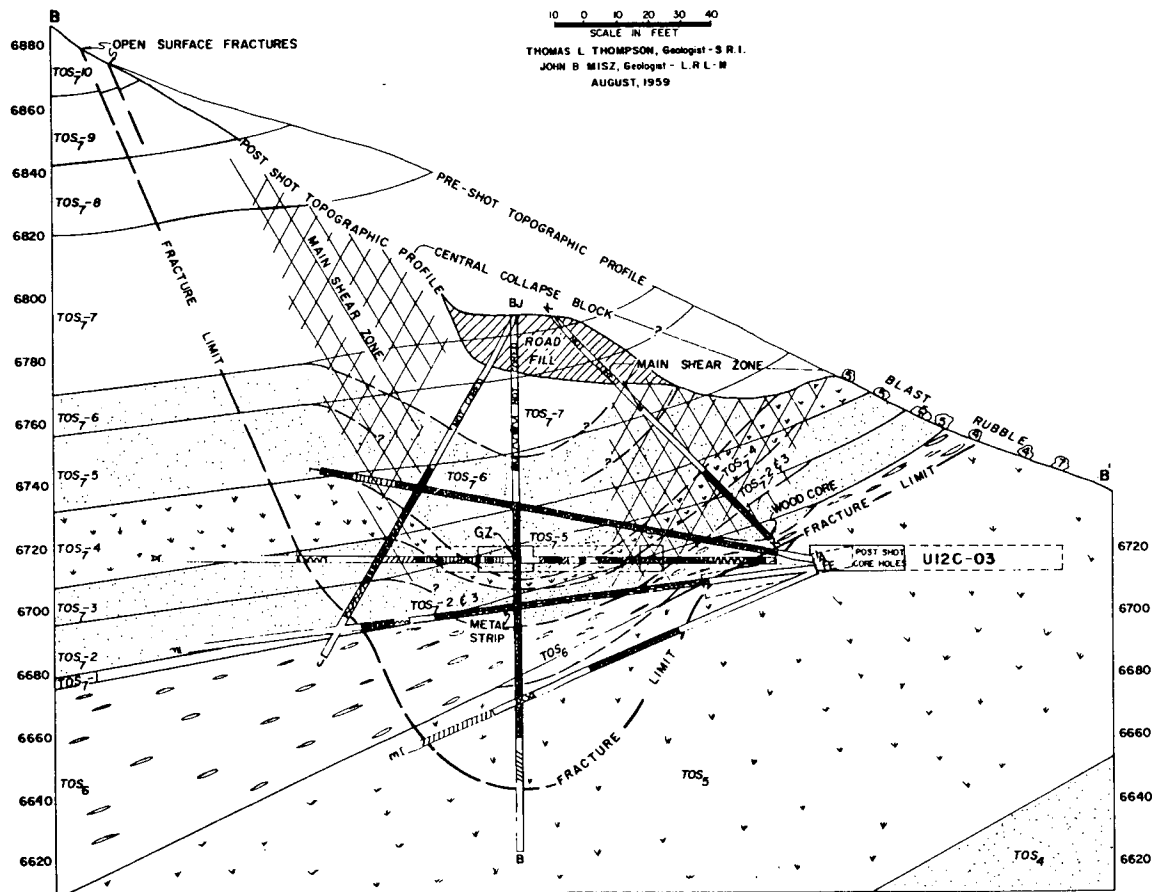 B
10 0 10 20 30 40
SCALE IN FEET
THOMAS L THOMPSON, Geologist - S.R.I.
JOHN B MISZ, Geologist - L.R.L-N
AUGUST, 1959
6880
OPEN SURFACE FRACTURES
TOS7-10
6860
TOS7-9
6840
TOS7-8
6820
POST SHOT TOPOGRAPHIC PROFILE
PRE-SHOT TOPOGRAPHIC PROFILE
FRACTURE LIMIT
MAIN SHEAR ZONE
CENTRAL COLLAPSE BLOCK
6800
TOS7-7
BJ
X
ROAD FILL
?
MAIN SHEAR ZONE
6780
TOS7-6
6760
TOS7-7
?
?
?
BLAST RUBBLE
5
5
5
4
4
7
TOS7-5
6740
TOS7-6
TOS7-4
TOS7-2 & 3
B'
WOOD CORE
FRACTURE LIMIT
6720
GZ
TOS7-5
TOS7-4
POST SHOT CORE HOLES
U12C-03
6720
6700
TOS7-3
?
TOS7-2 & 3
METAL STRIP
6700
TOS7-2
6680
TOS7-1
TOS6
6680
FRACTURE LIMIT
6660
6660
TOS6
TOS5
6640
6640
6620
B
TOS4
6620